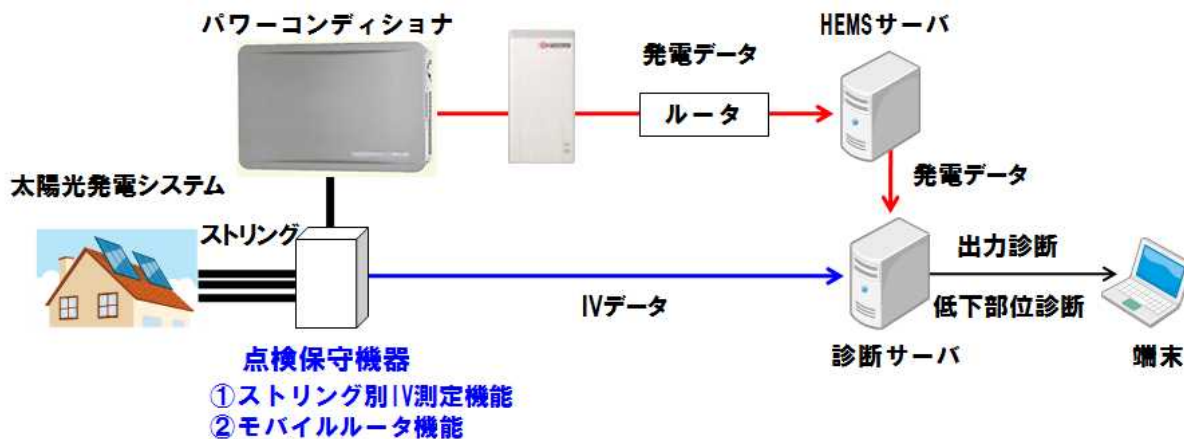 パワーコンディショナ
HEMSサーバ
発電データ
ルータ
発電データ
太陽光発電システム
ストリング
出力診断
IVデータ
低下部位診断
点検保守機器
診断サーバ
端末
①ストリング別IV測定機能
②モバイルルータ機能